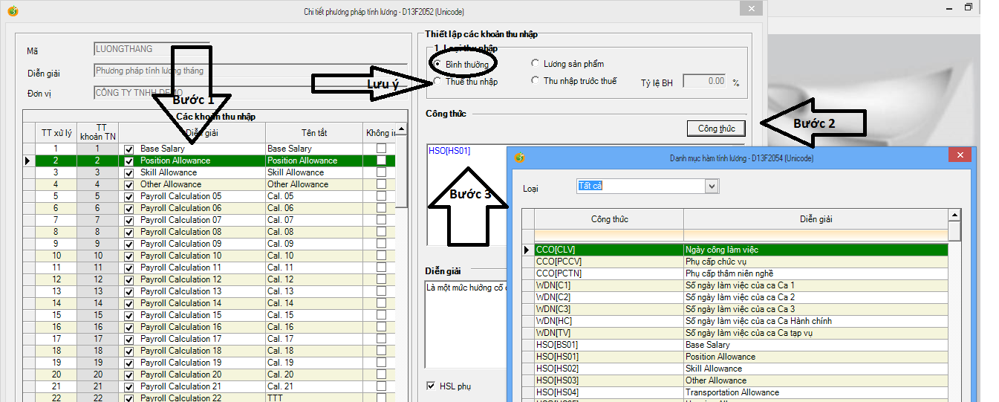 Chi tiết phương pháp tính lương - D13F2052 (Unicode)
Mã LUONGTHANG
Diễn giải Phương pháp tính lương tháng
Đơn vị CÔNG TY TNHH DEMO
Bước 1
Các khoản thu nhập
TT xử lý TT khoản TN Diễn giải Tên tắt Không in
1 1 Base Salary Base Salary
2 2 Position Allowance Position Allowance
3 3 Skill Allowance Skill Allowance
4 4 Other Allowance Other Allowance
5 5 Payroll Calculation 05 Cal. 05
6 6 Payroll Calculation 06 Cal. 06
7 7 Payroll Calculation 07 Cal. 07
8 8 Payroll Calculation 08 Cal. 08
9 9 Payroll Calculation 09 Cal. 09
10 10 Payroll Calculation 10 Cal. 10
11 11 Payroll Calculation 11 Cal. 11
12 12 Payroll Calculation 12 Cal. 12
13 13 Payroll Calculation 13 Cal. 13
14 14 Payroll Calculation 14 Cal. 14
15 15 Payroll Calculation 15 Cal. 15
16 16 Payroll Calculation 16 Cal. 16
17 17 Payroll Calculation 17 Cal. 17
18 18 Payroll Calculation 18 Cal. 18
19 19 Payroll Calculation 19 Cal. 19
20 20 Payroll Calculation 20 Cal. 20
21 21 Payroll Calculation 21 Cal. 21
22 22 Payroll Calculation 22 TTT
Thiết lập các khoản thu nhập
1. Loại thu nhập
Bình thường Lương sản phẩm
Lưu ý
Thuế thu nhập Thu nhập trước thuế Tỷ lệ BH 0.00 %
Công thức
Công thức
Bước 2
HSO[HS01]
Bước 3
Diễn giải
Là một mức hưởng cố
HSL phụ
Danh mục hàm tính lương - D13F2054 (Unicode)
Loại Tất cả
Công thức Diễn giải
CCO[CLV] Ngày công làm việc
CCO[PCCV] Phụ cấp chức vụ
CCO[PCTN] Phụ cấp thâm niên nghề
WDN[C1] Số ngày làm việc của ca Ca 1
WDN[C2] Số ngày làm việc của ca Ca 2
WDN[C3] Số ngày làm việc của ca Ca 3
WDN[HC] Số ngày làm việc của ca Ca Hành chính
WDN[TV] Số ngày làm việc của ca Ca tạp vụ
HSO[BS01] Base Salary
HSO[HS01] Position Allowance
HSO[HS02] Skill Allowance
HSO[HS03] Other Allowance
HSO[HS04] Transportation Allowance